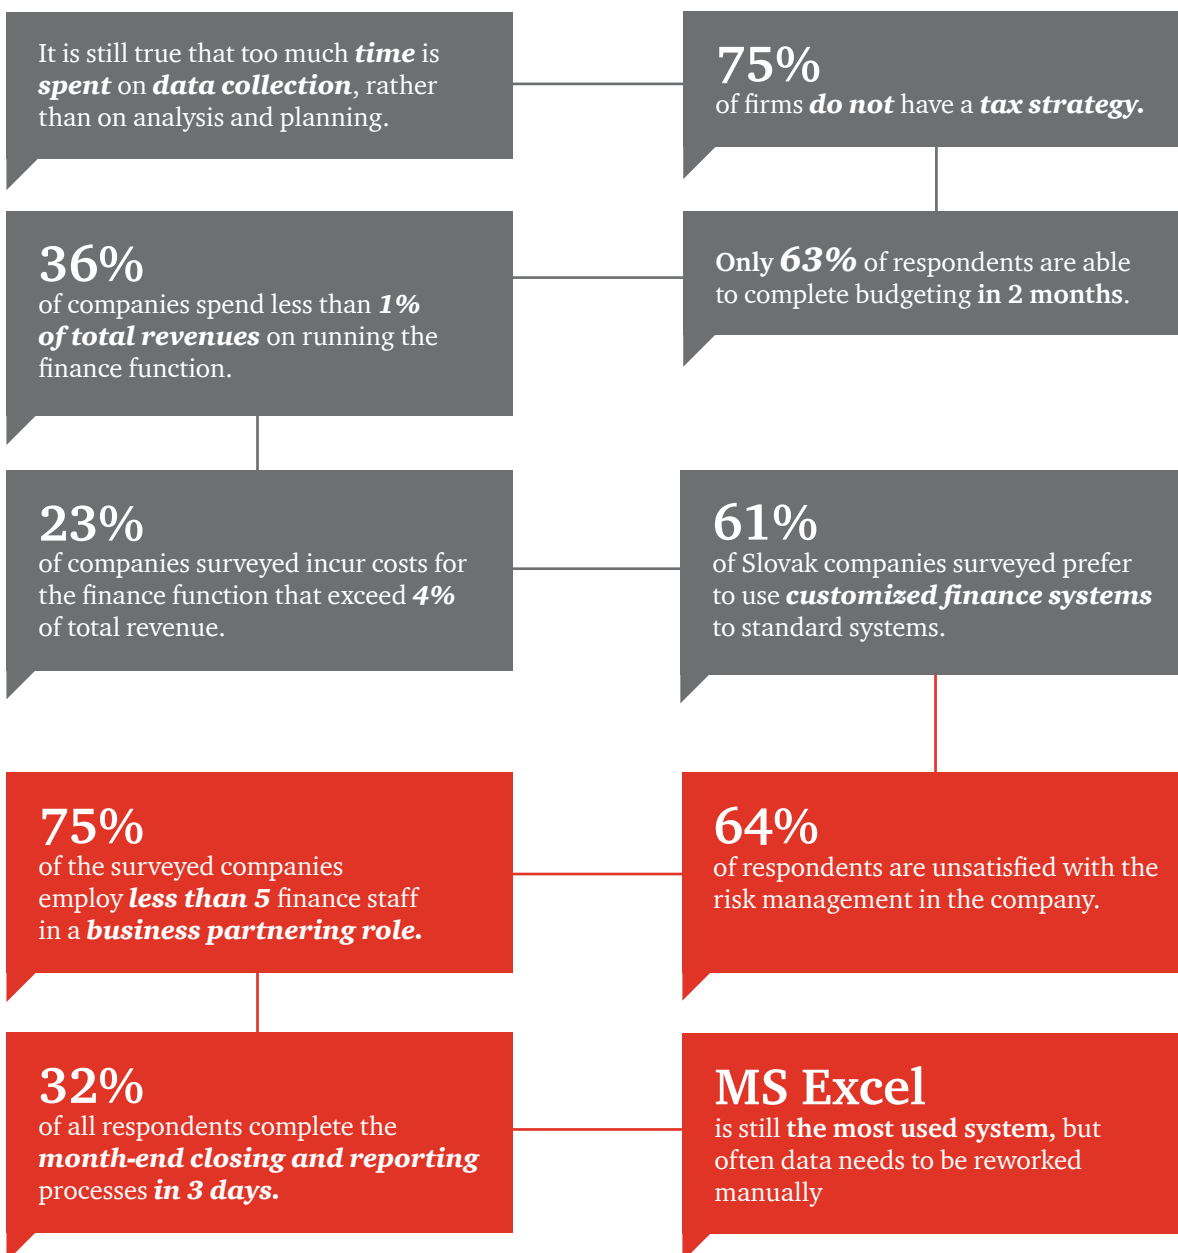 It is still true that too much time is
spent on data collection, rather
than on analysis and planning.
75%
of firms do not have a tax strategy.
36%
of companies spend less than 1%
of total revenues on running the
finance function.
Only 63% of respondents are able
to complete budgeting in 2 months.
23%
of companies surveyed incur costs for
the finance function that exceed 4%
of total revenue.
61%
of Slovak companies surveyed prefer
to use customized finance systems
to standard systems.
75%
of the surveyed companies
employ less than 5 finance staff
in a business partnering role.
64%
of respondents are unsatisfied with the
risk management in the company.
32%
of all respondents complete the
month-end closing and reporting
processes in 3 days.
MS Excel
is still the most used system, but
often data needs to be reworked
manually